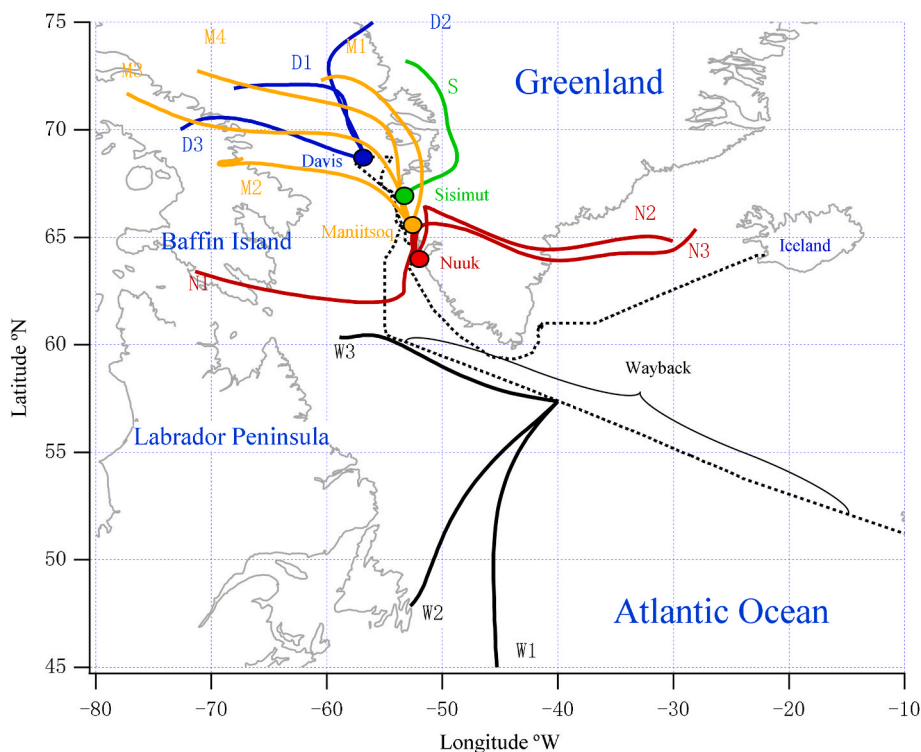 75
M4
M1
D2
D1
M3
Greenland
S
70
D3
Davis
M2
Sisimut
Maniitsoq
N2
65
Baffin Island
N3
Iceland
Nuuk
N1
60
W3
Wayback
Latitude ºN
55
Labrador Peninsula
50
W2
Atlantic Ocean
W1
45
-80
-70
-60
-50
-40
-30
-20
-10
Longitude ºW